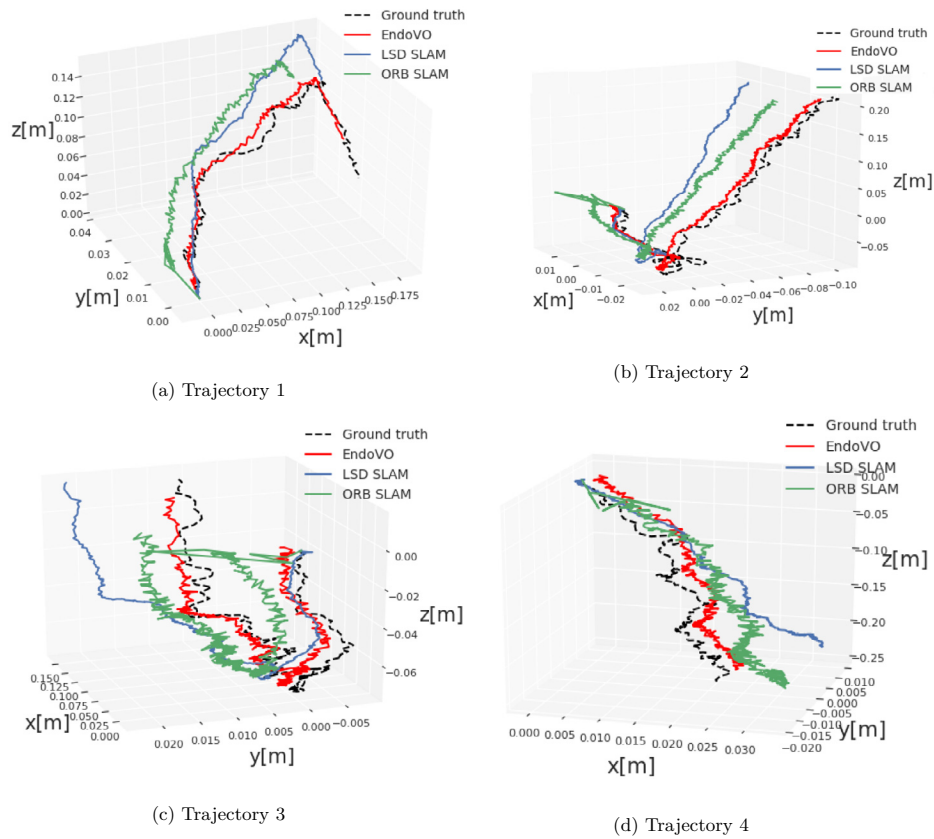 Ground truth
EndoVO
LSD SLAM
ORB SLAM
0.14
0.12
0.10
0.08
0.06
0.04
0.02
0.00
z[m]
0.04
0.03
0.02
0.01
0.00
y[m]
0.000
0.025
0.050
0.075
0.100
0.125
0.150
0.175
x[m]
(a) Trajectory 1
Ground truth
EndoVO
LSD SLAM
ORB SLAM
0.20
0.15
0.10
0.05
0.00
−0.05
z[m]
0.01
0.00
−0.01
−0.02
x[m]
0.02
0.00
−0.02
−0.04
−0.06
−0.08
−0.10
y[m]
(b) Trajectory 2
Ground truth
EndoVO
LSD SLAM
ORB SLAM
0.00
−0.02
−0.04
−0.06
z[m]
0.150
0.125
0.100
0.075
0.050
0.025
0.000
x[m]
0.020
0.015
0.010
0.005
0.000
−0.005
y[m]
(c) Trajectory 3
Ground truth
EndoVO
LSD SLAM
ORB SLAM
0.00
−0.05
−0.10
−0.15
−0.20
−0.25
z[m]
0.010
0.005
0.000
−0.005
−0.010
−0.015
−0.020
y[m]
0.000
0.005
0.010
0.015
0.020
0.025
0.030
x[m]
(d) Trajectory 4